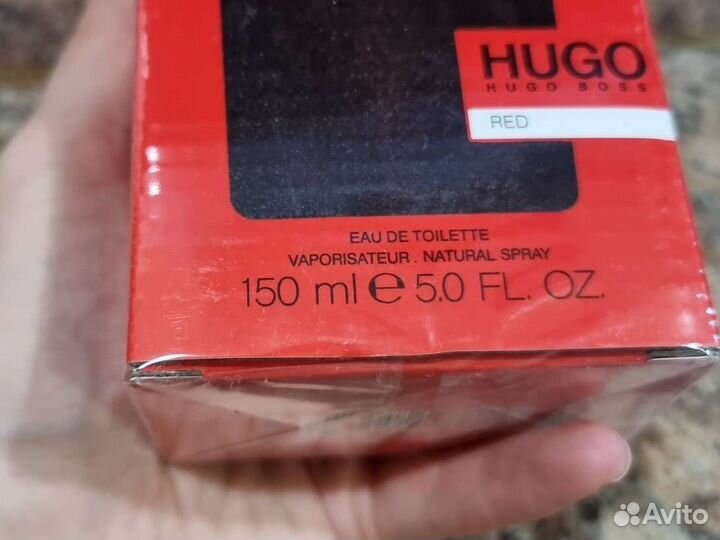 HUGO
HUGO BOSS
RED
EAU DE TOILETTE
VAPORISATEUR . NATURAL SPRAY
150 ml e 5.0 FL. OZ.
Avito